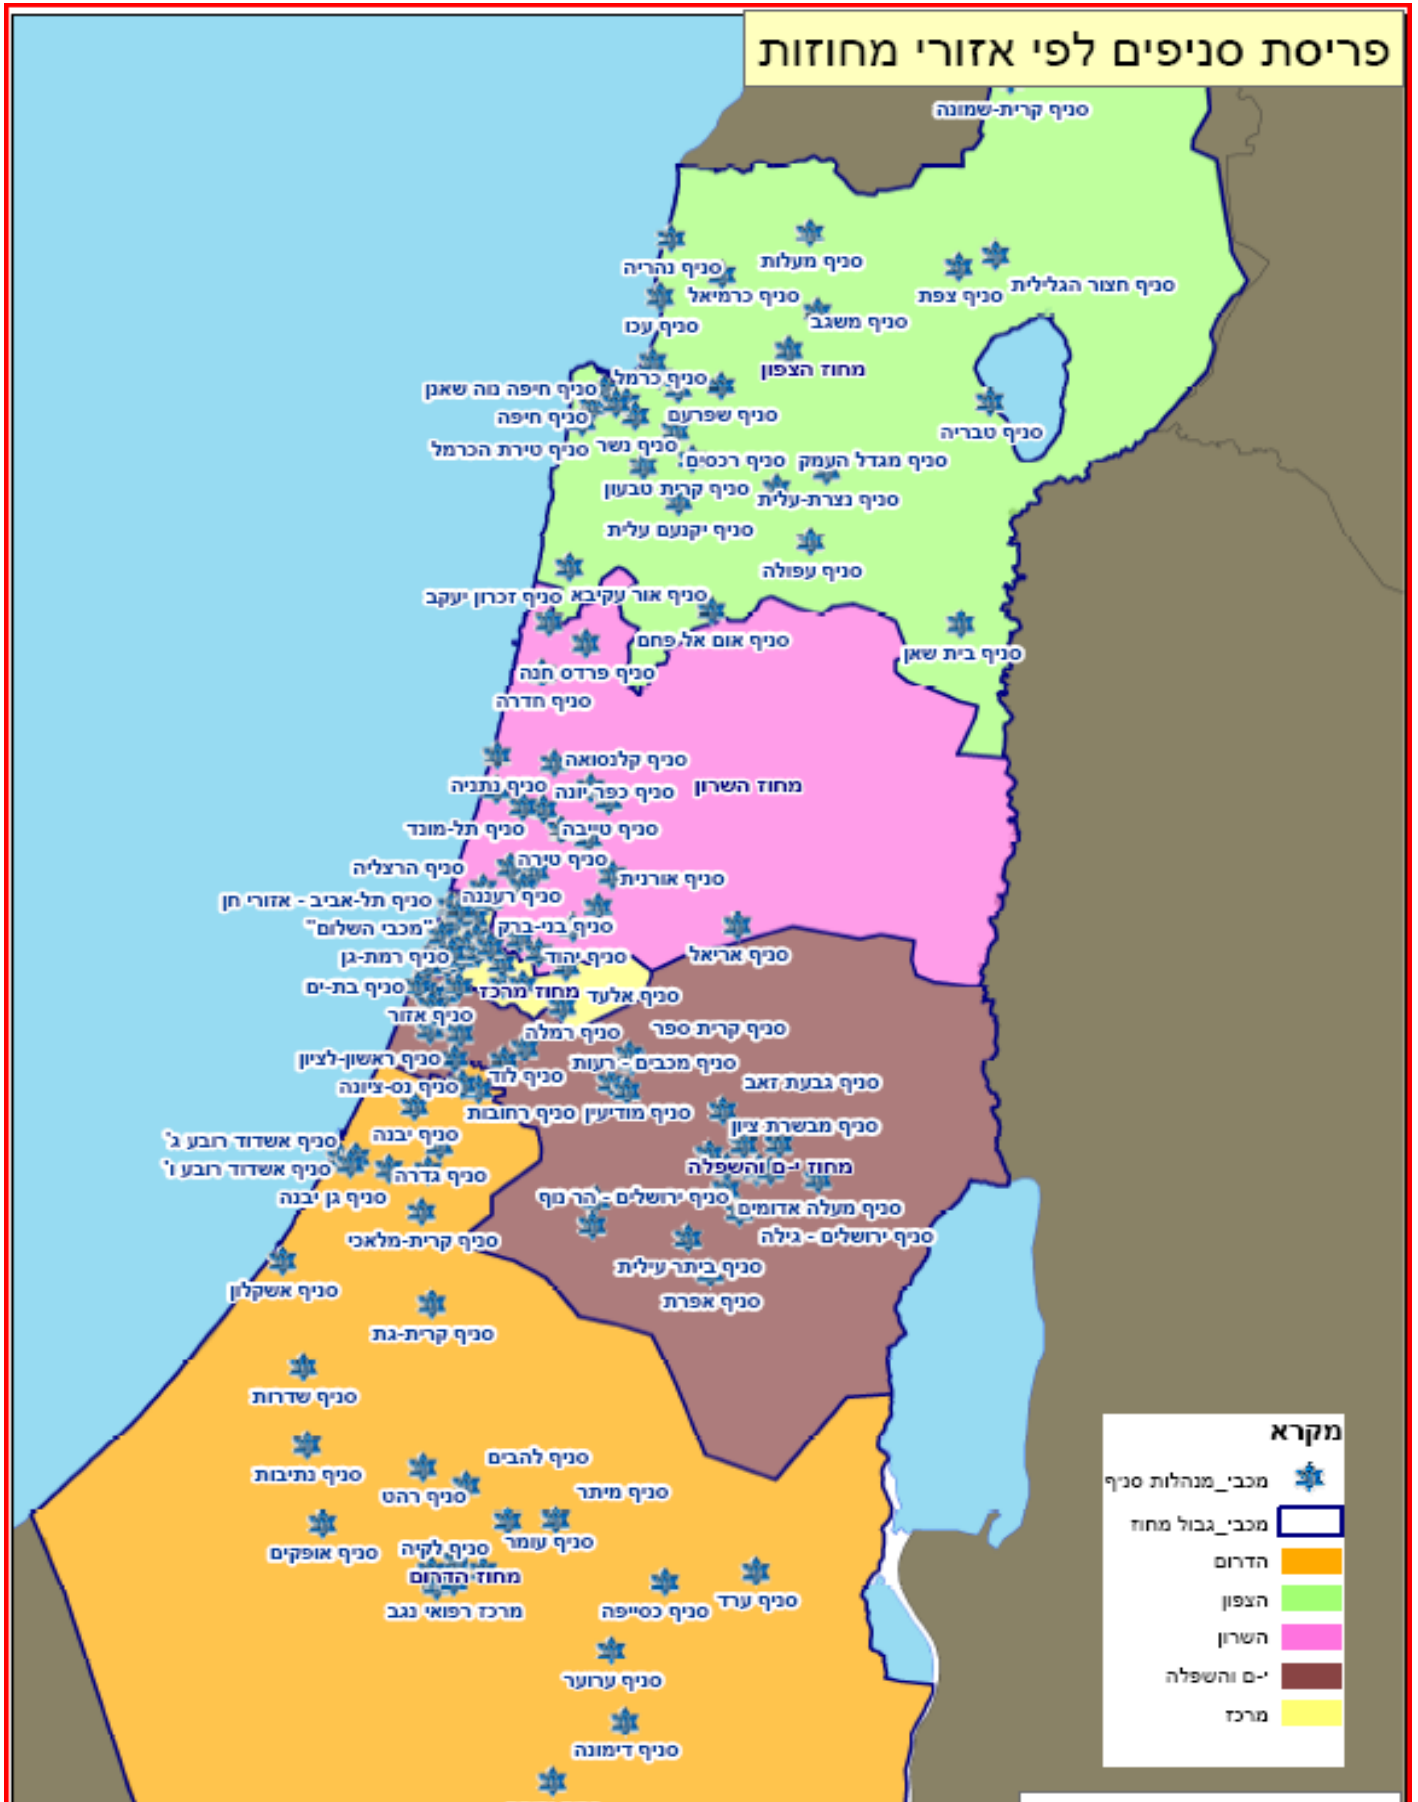 פריסת סניפים לפי אזורי מחוזות
סניף קרית-שמונה
סניף מעלות
סניף נהריה
סניף חצור הגלילית
סניף צפת
סניף כרמיאל
סניף משגב
סניף עכו
מחוז הצפון
סניף כרמל
סניף חיפה נוה שאנן
סניף שפרעם
סניף חיפה
סניף טבריה
סניף נשר
סניף טירת הכרמל
סניף מגדל העמק
סניף רכסים
סניף קרית טבעון
סניף נצרת-עלית
סניף יקנעם עלית
סניף עפולה
סניף אור עקיבא
סניף זכרון יעקב
סניף אום אל פחם
סניף בית שאן
סניף פרדס חנה
סניף חדרה
סניף קלנסואה
סניף נתניה
סניף כפר יונה
מחוז השרון
סניף תל-מונד
סניף טייבה
סניף טירה
סניף הרצליה
סניף אורנית
סניף רעננה
סניף תל-אביב - אזורי חן
סניף בני-ברק
"מכבי השלום"
סניף אריאל
סניף יהוד
סניף רמת-גן
סניף בת-ים
מחוז מהכז
סניף אלעד
סניף אזור
סניף רמלה
סניף קרית ספר
סניף ראשון-לציון
סניף מכבים - רעות
סניף לוד
סניף גבעת זאב
סניף נס-ציונה
סניף רחובות
סניף מודיעין
סניף מבשרת ציון
סניף יבנה
סניף אשדוד רובע ג'
סניף אשדוד רובע ו'
מחוז י-ם והשפלה
סניף גדרה
סניף גן יבנה
סניף ירושלים - הר נוף
סניף מעלה אדומים
סניף ירושלים - גילה
סניף קרית-מלאכי
סניף ביתר עילית
סניף אשקלון
סניף אפרת
סניף קרית-גת
סניף שדרות
סניף להבים
סניף נתיבות
סניף רהט
סניף מיתר
סניף עומר
סניף לקיה
סניף אופקים
מחוז הדרום
סניף ערד
סניף כסייפה
מרכז רפואי נגב
סניף ערוער
סניף דימונה
מקרא
מכבי_מנהלות סניף
מכבי_גבול מחוז
הדרום
הצפון
השרון
י-ם והשפלה
מרכז